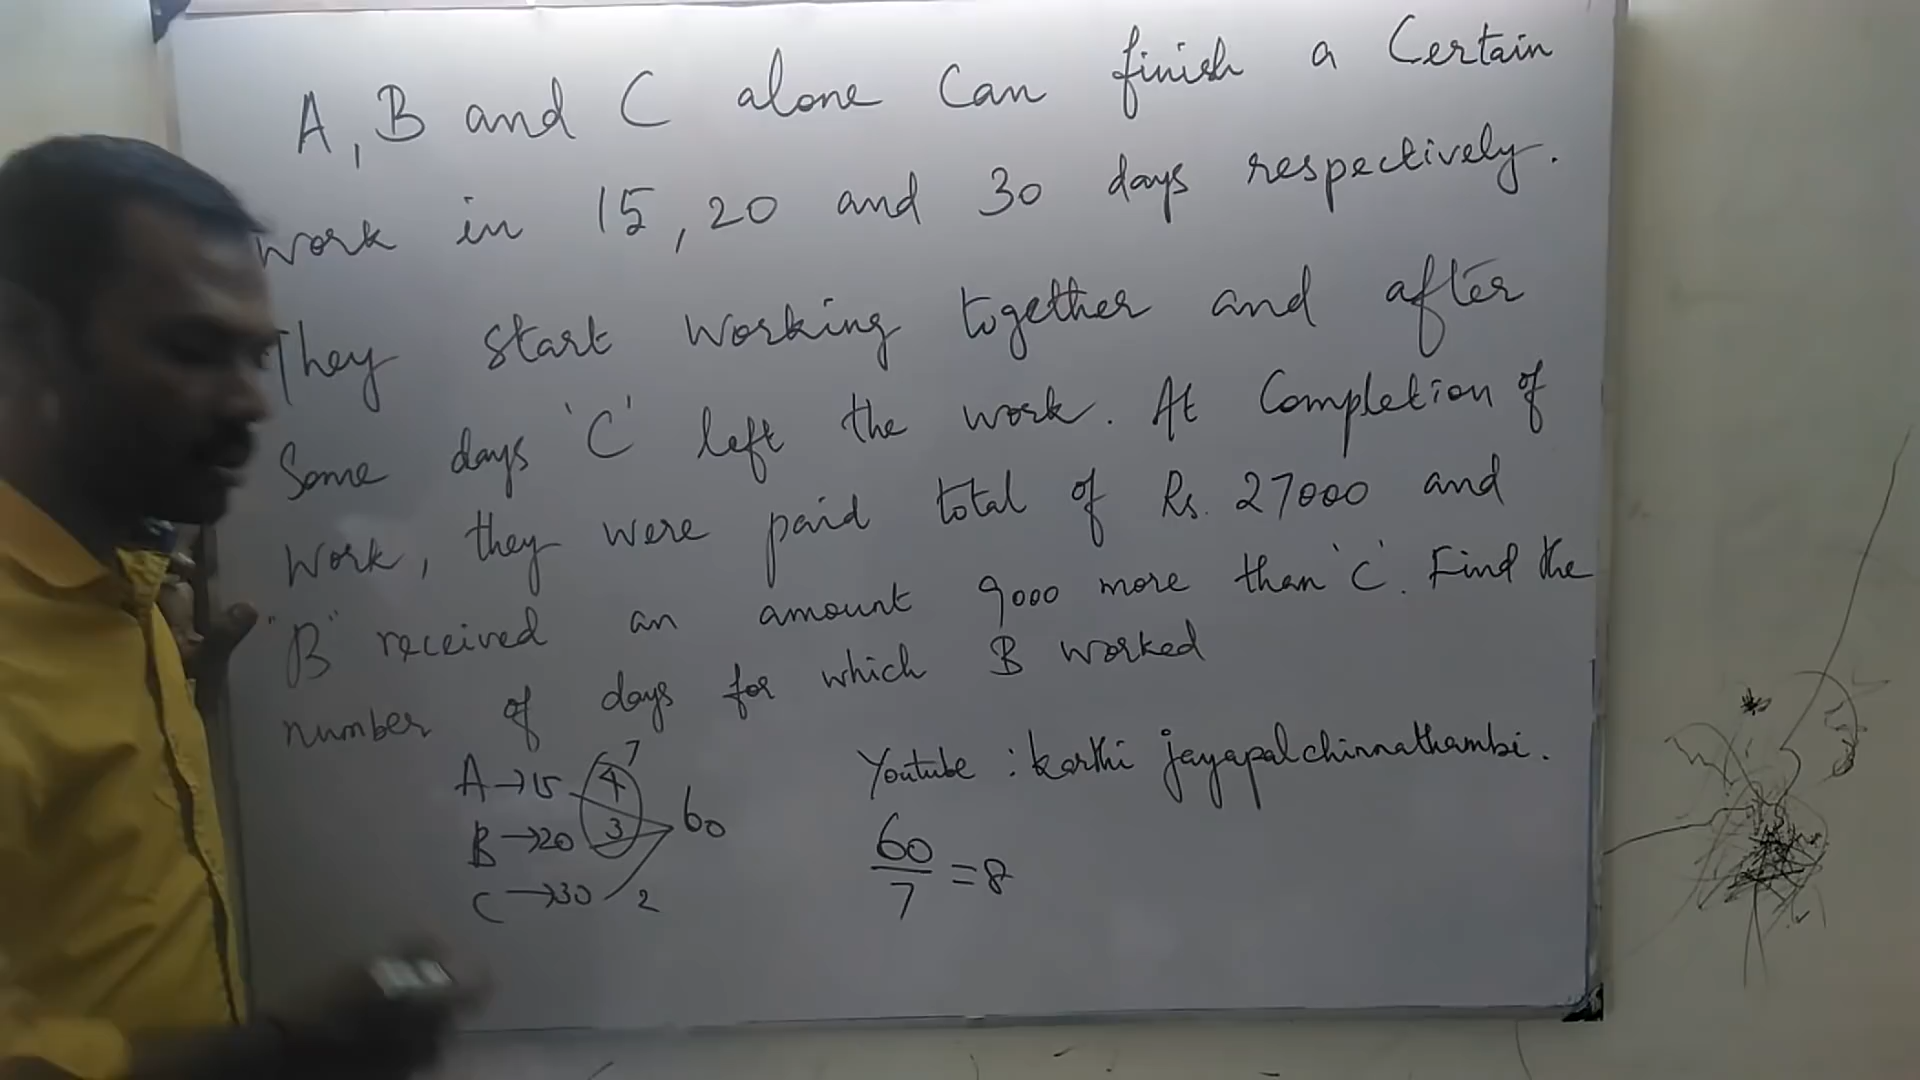 A, B and C alone Can finish a Certain
work in 15, 20 and 30 days respectively.
They start working together and after
Some days 'C' left the work. At Completion of
Work, they were paid total of Rs. 27000 and
"B" received an amount 9000 more than 'C'. Find the
number of days for which B worked
A → 15 4 7
B → 20 3 60
C → 30 2
Youtube : karthi jayapalchinnathambi.
60
7 = 8